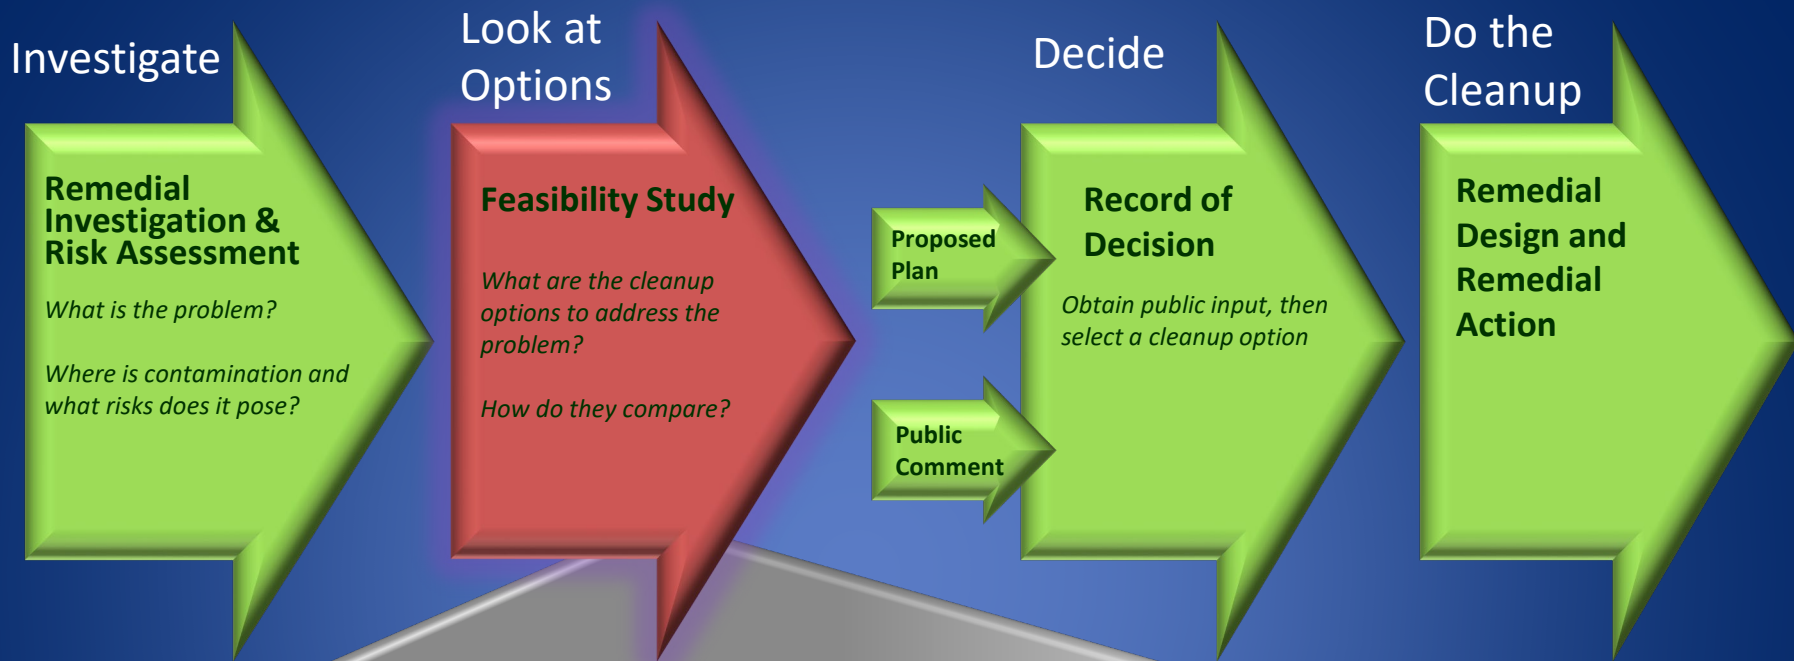 Investigate
Remedial
Investigation &
Risk Assessment
What is the problem?
Where is contamination and
what risks does it pose?
Look at
Options
Feasibility Study
What are the cleanup
options to address the
problem?
How do they compare?
Proposed
Plan
Public
Comment
Decide
Record of
Decision
Obtain public input, then
select a cleanup option
Do the
Cleanup
Remedial
Design and
Remedial
Action